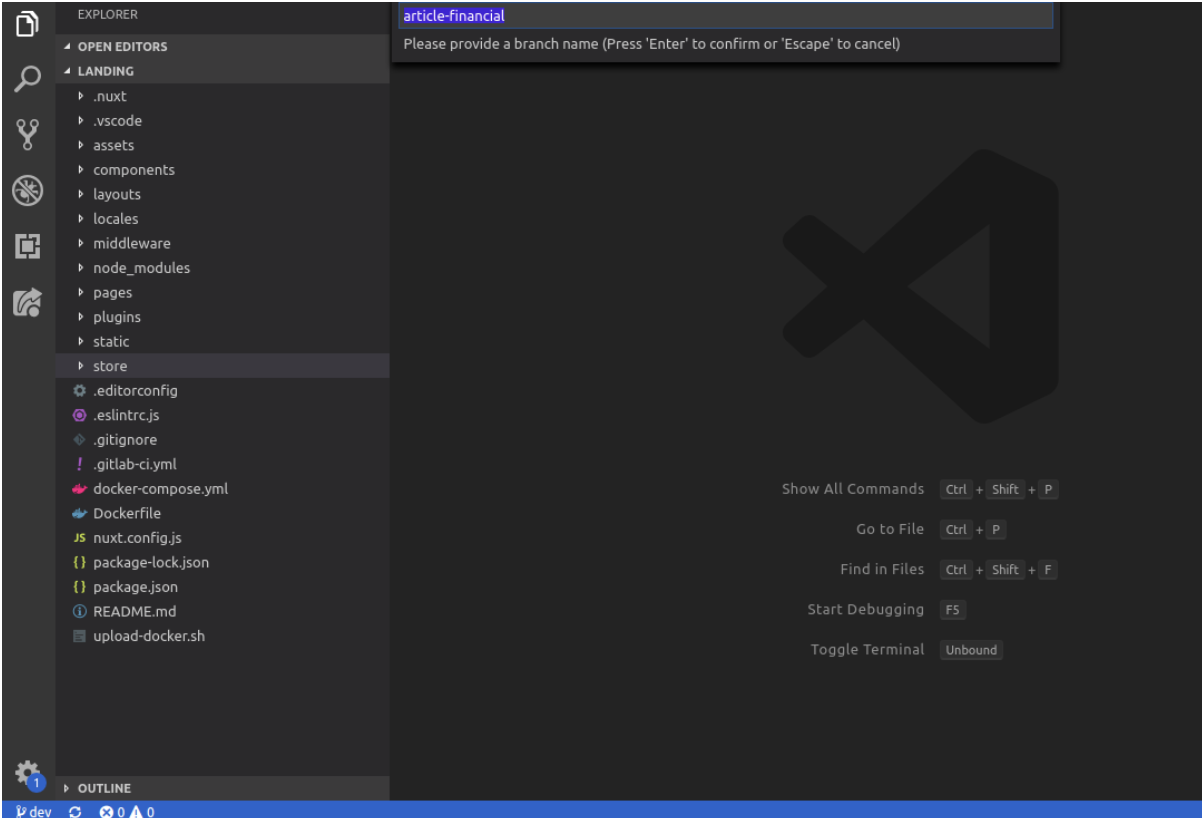 EXPLORER
OPEN EDITORS
LANDING
.nuxt
.vscode
assets
components
layouts
locales
middleware
node_modules
pages
plugins
static
store
.editorconfig
.eslintrc.js
.gitignore
.gitlab-ci.yml
docker-compose.yml
Dockerfile
JS nuxt.config.js
{} package-lock.json
{} package.json
README.md
upload-docker.sh
OUTLINE
1
dev 0 0
article-financial
Please provide a branch name (Press 'Enter' to confirm or 'Escape' to cancel)
Show All Commands Ctrl + Shift + P
Go to File Ctrl + P
Find in Files Ctrl + Shift + F
Start Debugging F5
Toggle Terminal Unbound